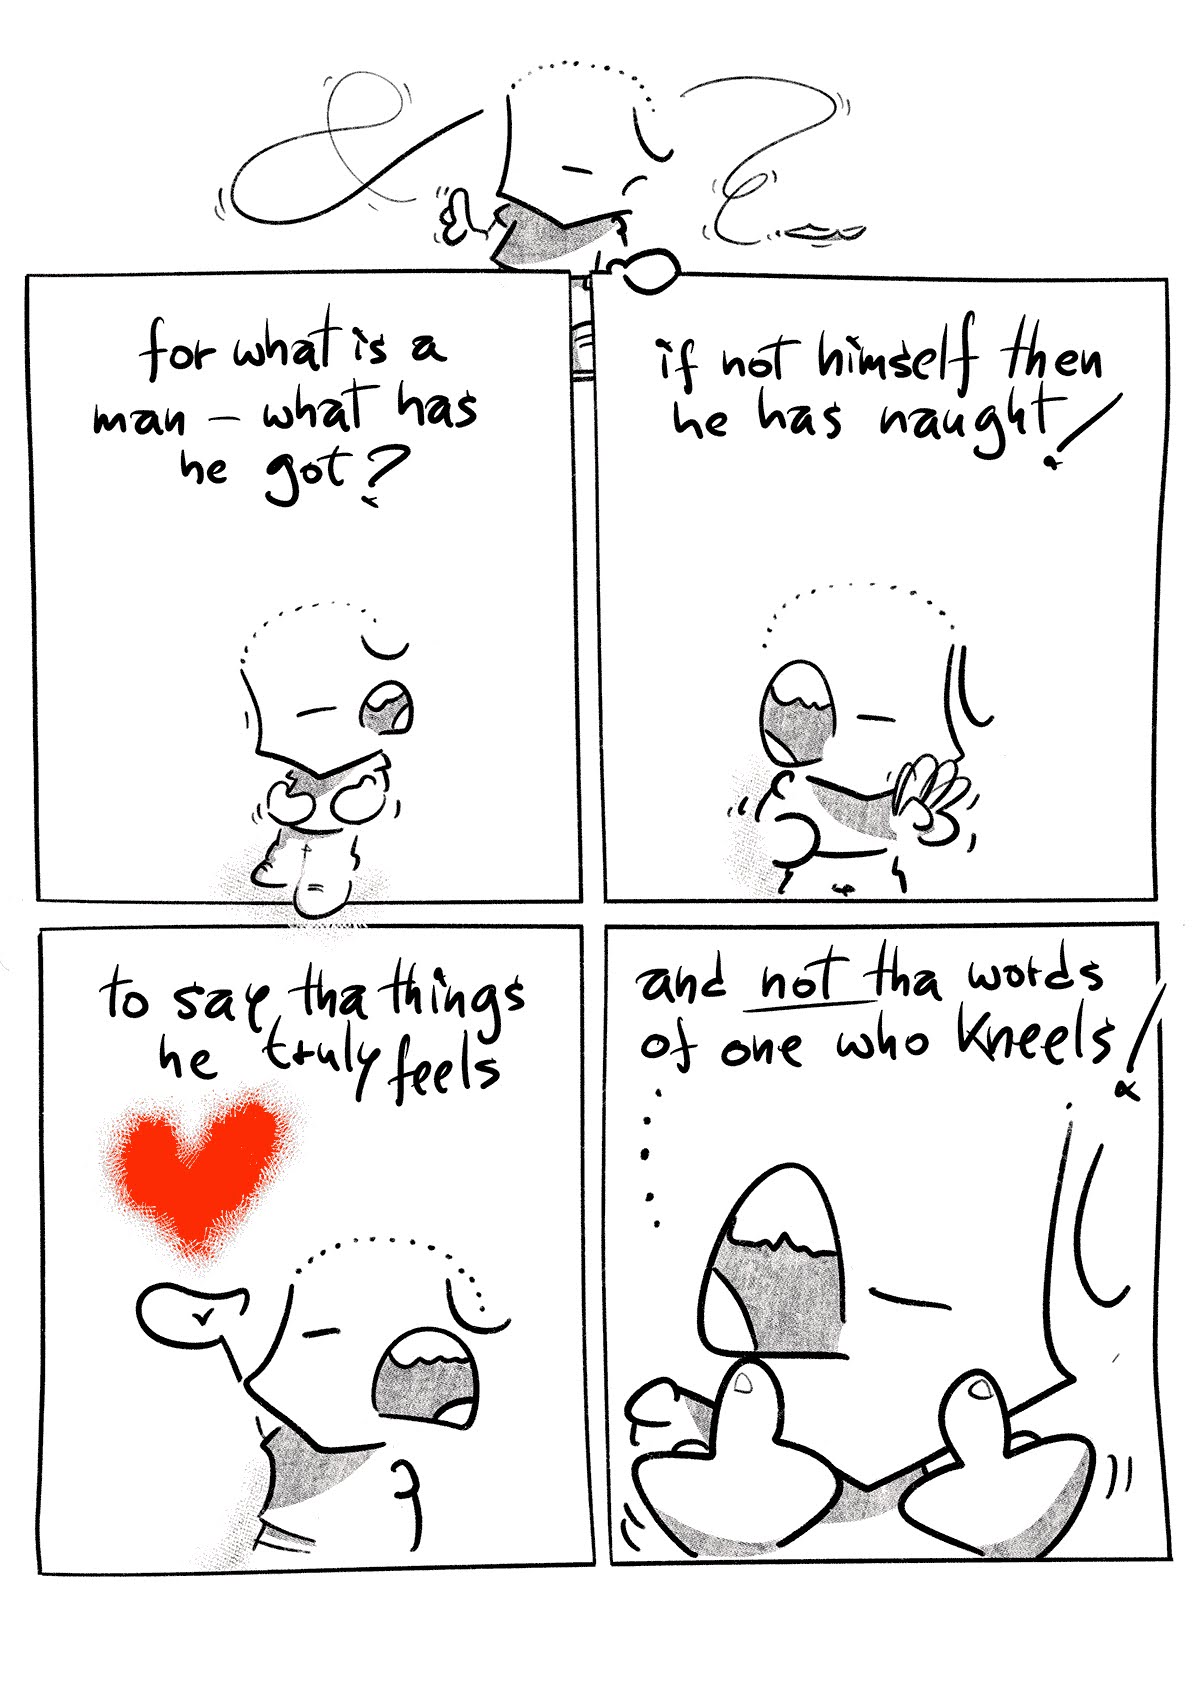 for what is a
man – what has
he got?
if not himself then
he has naught!
to say tha things
he truly feels
and not tha words
of one who kneels!